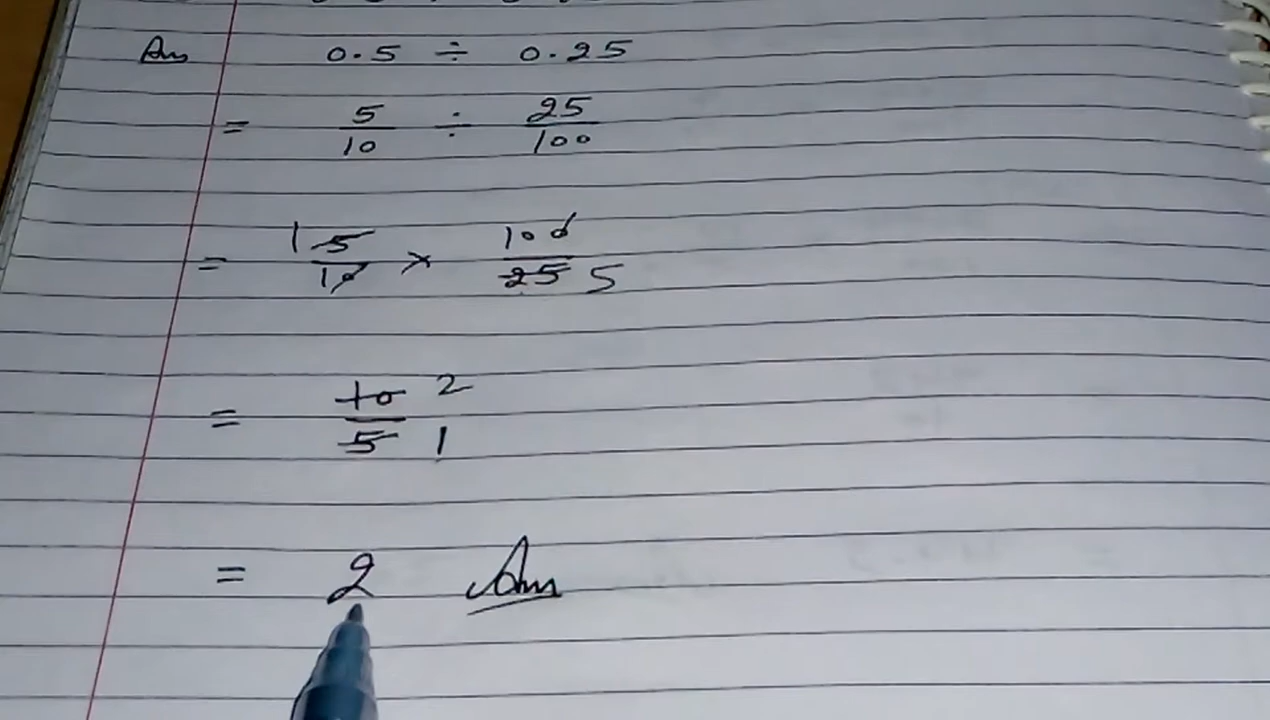 Ans 0.5 ÷ 0.25
= 5/10 ÷ 25/100
= 1 5/10 × 100/25 5
= 10/5 2 1
= 2 Ans